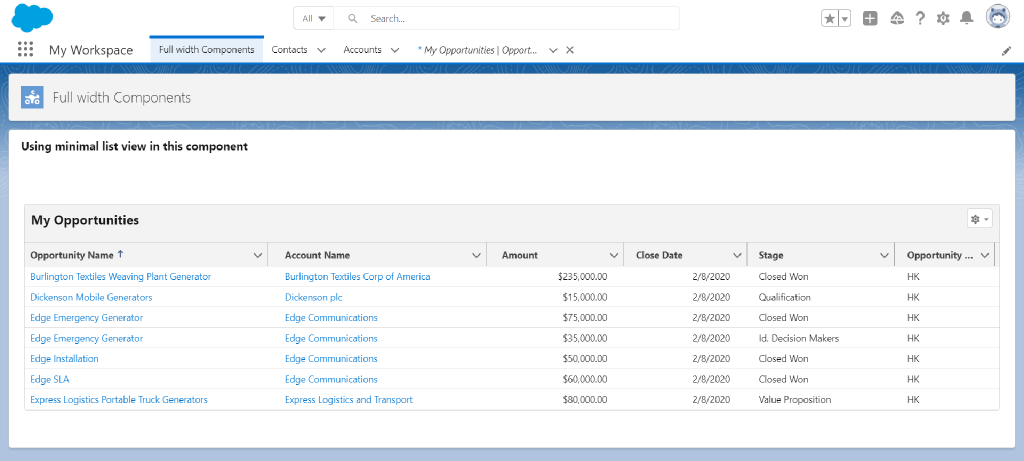 All Search...
My Workspace Full width Components Contacts Accounts * My Opportunities | Opport...
Full width Components
Using minimal list view in this component
My Opportunities
Opportunity Name ↑ Account Name Amount Close Date Stage Opportunity ...
Burlington Textiles Weaving Plant Generator Burlington Textiles Corp of America $235,000.00 2/8/2020 Closed Won HK
Dickenson Mobile Generators Dickenson plc $15,000.00 2/8/2020 Qualification HK
Edge Emergency Generator Edge Communications $75,000.00 2/8/2020 Closed Won HK
Edge Emergency Generator Edge Communications $35,000.00 2/8/2020 Id. Decision Makers HK
Edge Installation Edge Communications $50,000.00 2/8/2020 Closed Won HK
Edge SLA Edge Communications $60,000.00 2/8/2020 Closed Won HK
Express Logistics Portable Truck Generators Express Logistics and Transport $80,000.00 2/8/2020 Value Proposition HK